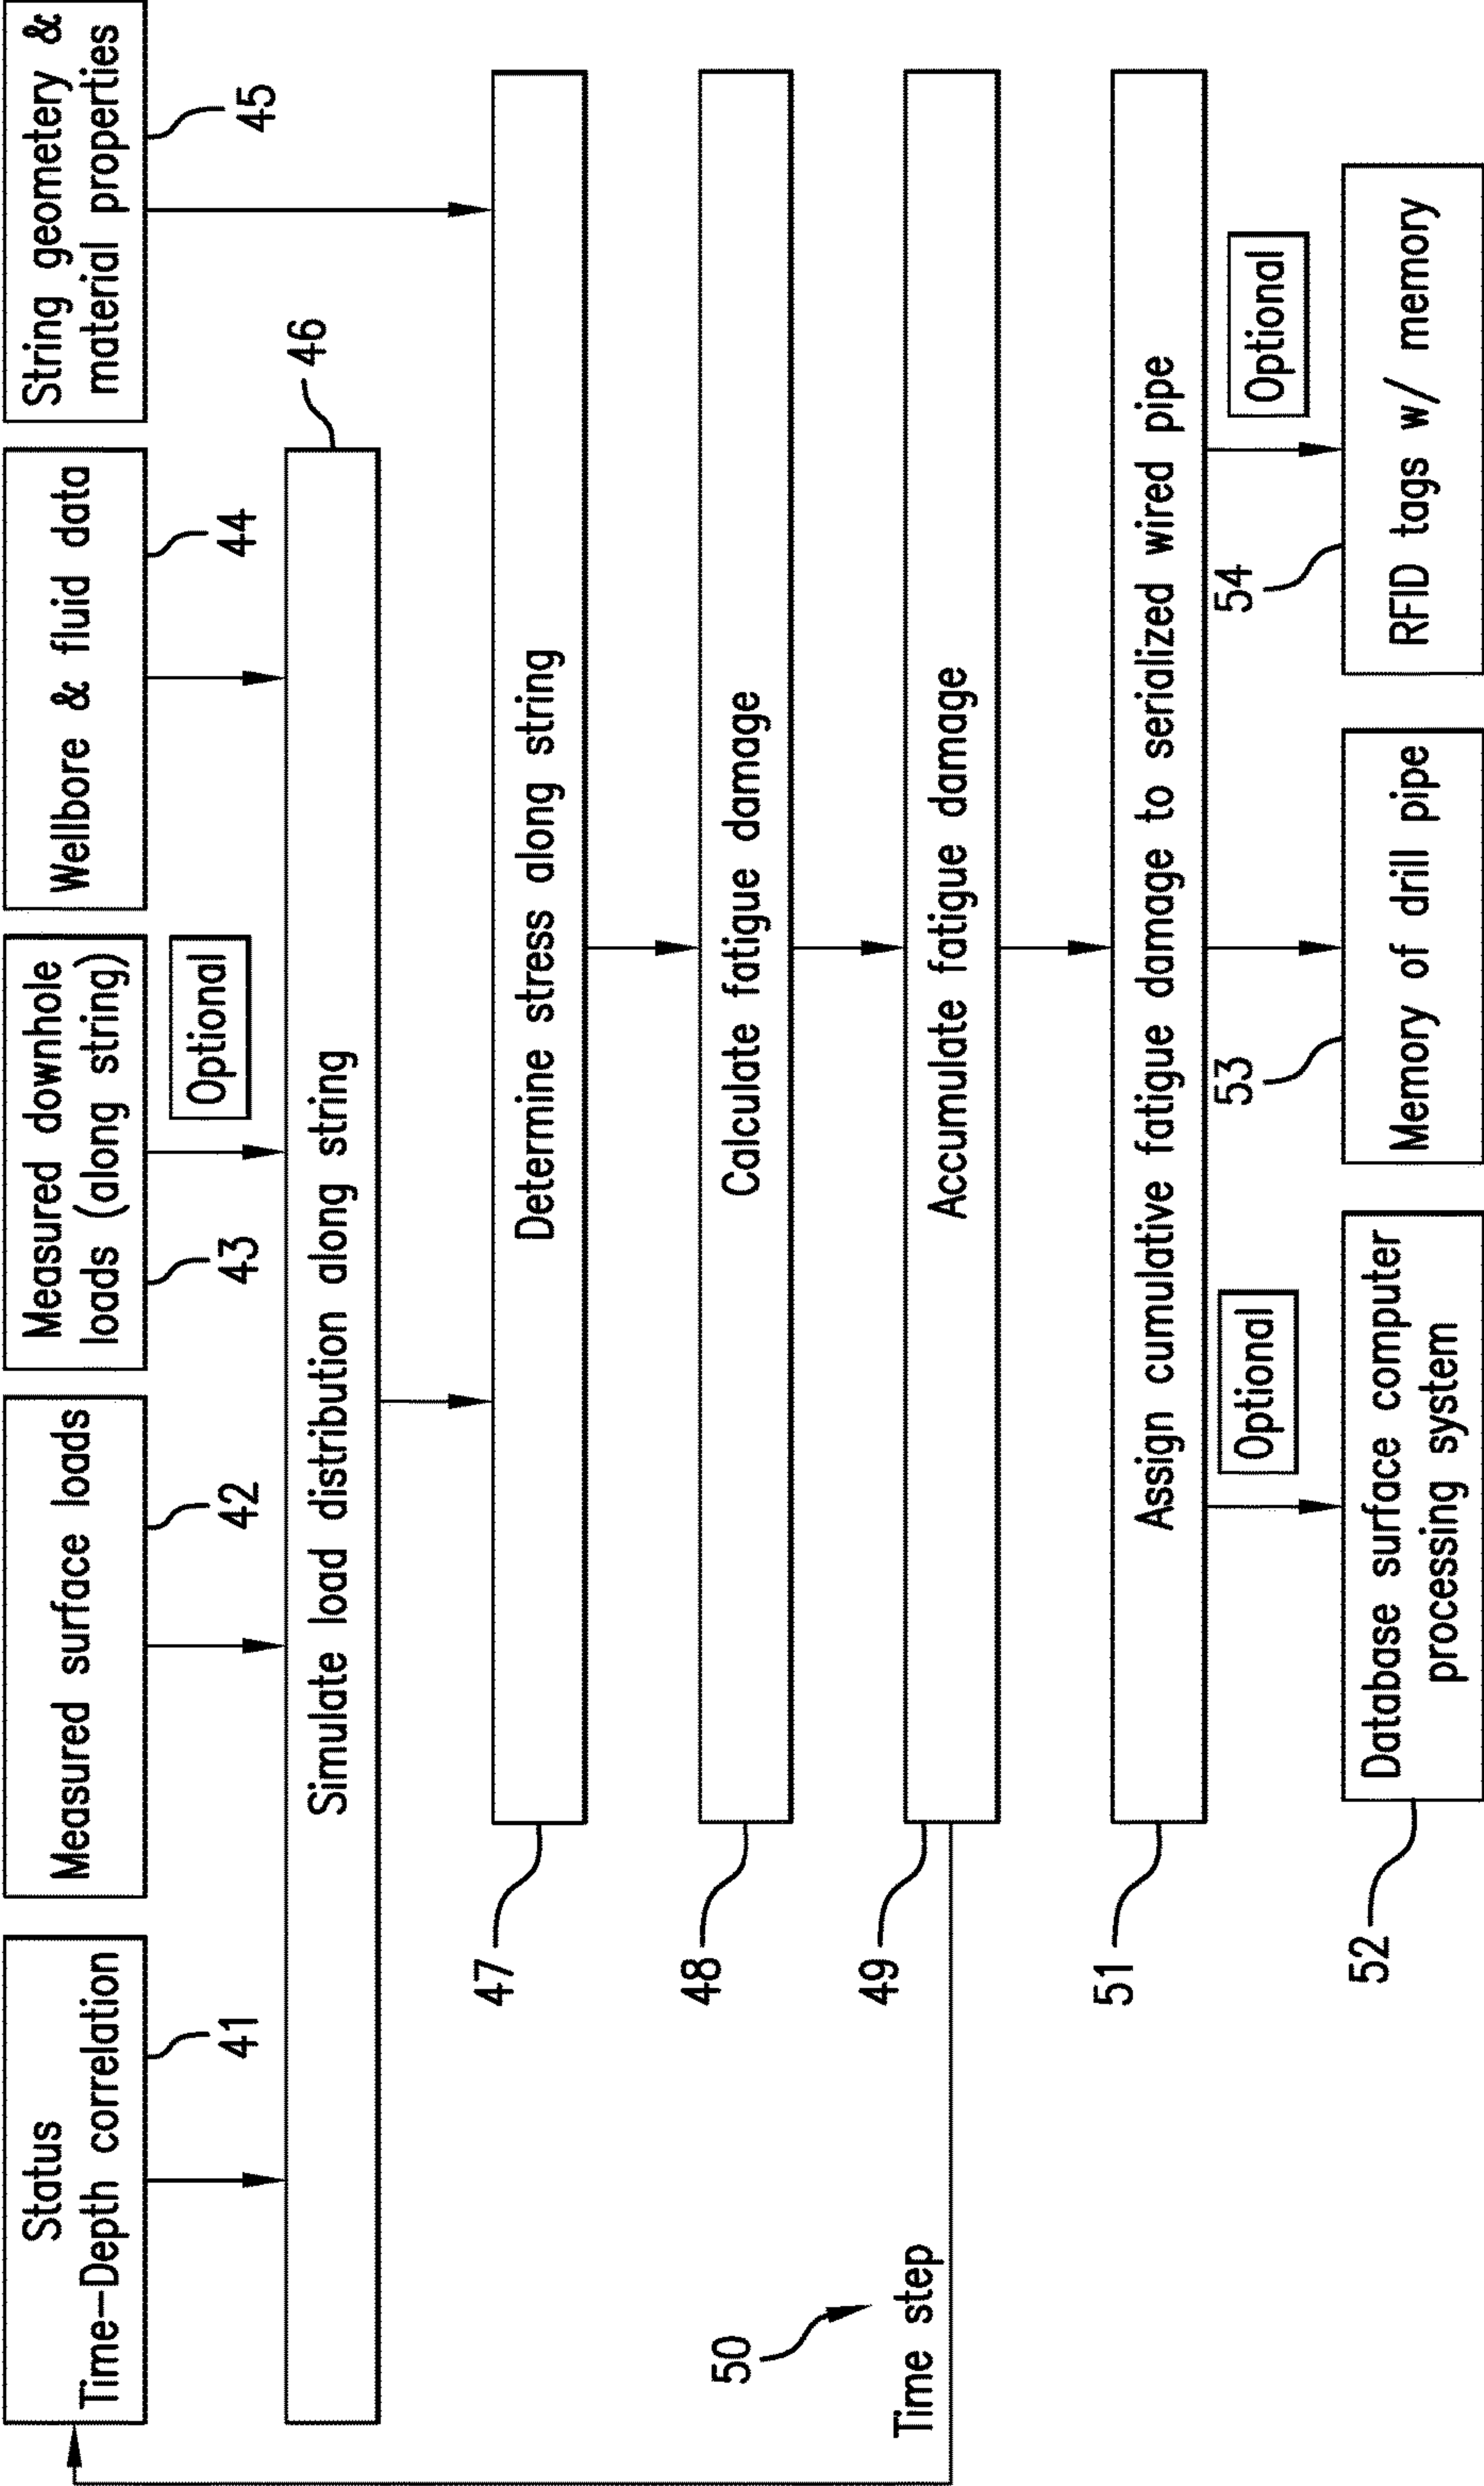 Status
Time-Depth correlation
41
Measured surface loads
42
Measured downhole
loads (along string)
43
Optional
Wellbore & fluid data
44
String geometery &
material properties
45
Simulate load distribution along string
46
Determine stress along string
47
Calculate fatigue damage
48
Accumulate fatigue damage
49
50
Time step
Assign cumulative fatigue damage to serialized wired pipe
51
Optional
Optional
Database surface computer
processing system
52
Memory of drill pipe
53
RFID tags w/ memory
54